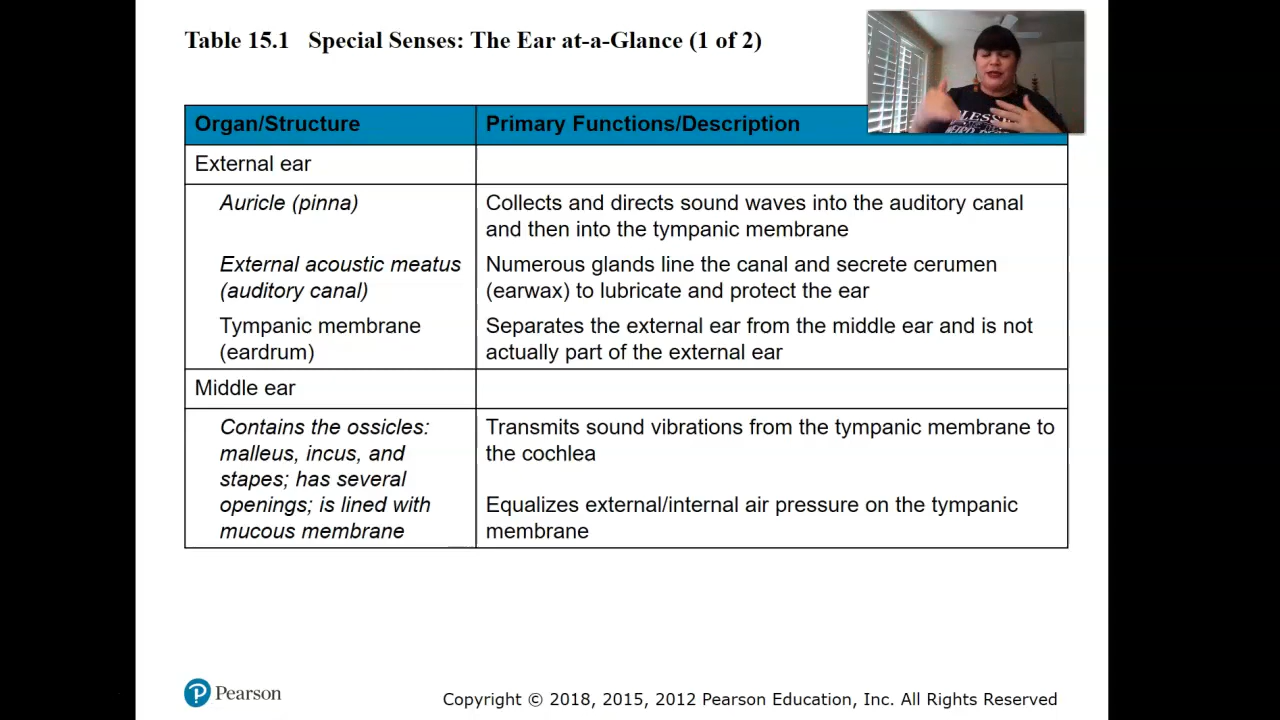 Table 15.1 Special Senses: The Ear at-a-Glance (1 of 2)
Organ/Structure
Primary Functions/Description
External ear
Auricle (pinna)
Collects and directs sound waves into the auditory canal
and then into the tympanic membrane
External acoustic meatus
(auditory canal)
Numerous glands line the canal and secrete cerumen
(earwax) to lubricate and protect the ear
Tympanic membrane
(eardrum)
Separates the external ear from the middle ear and is not
actually part of the external ear
Middle ear
Contains the ossicles:
malleus, incus, and
stapes; has several
openings; is lined with
mucous membrane
Transmits sound vibrations from the tympanic membrane to
the cochlea
Equalizes external/internal air pressure on the tympanic
membrane
P Pearson
Copyright © 2018, 2015, 2012 Pearson Education, Inc. All Rights Reserved